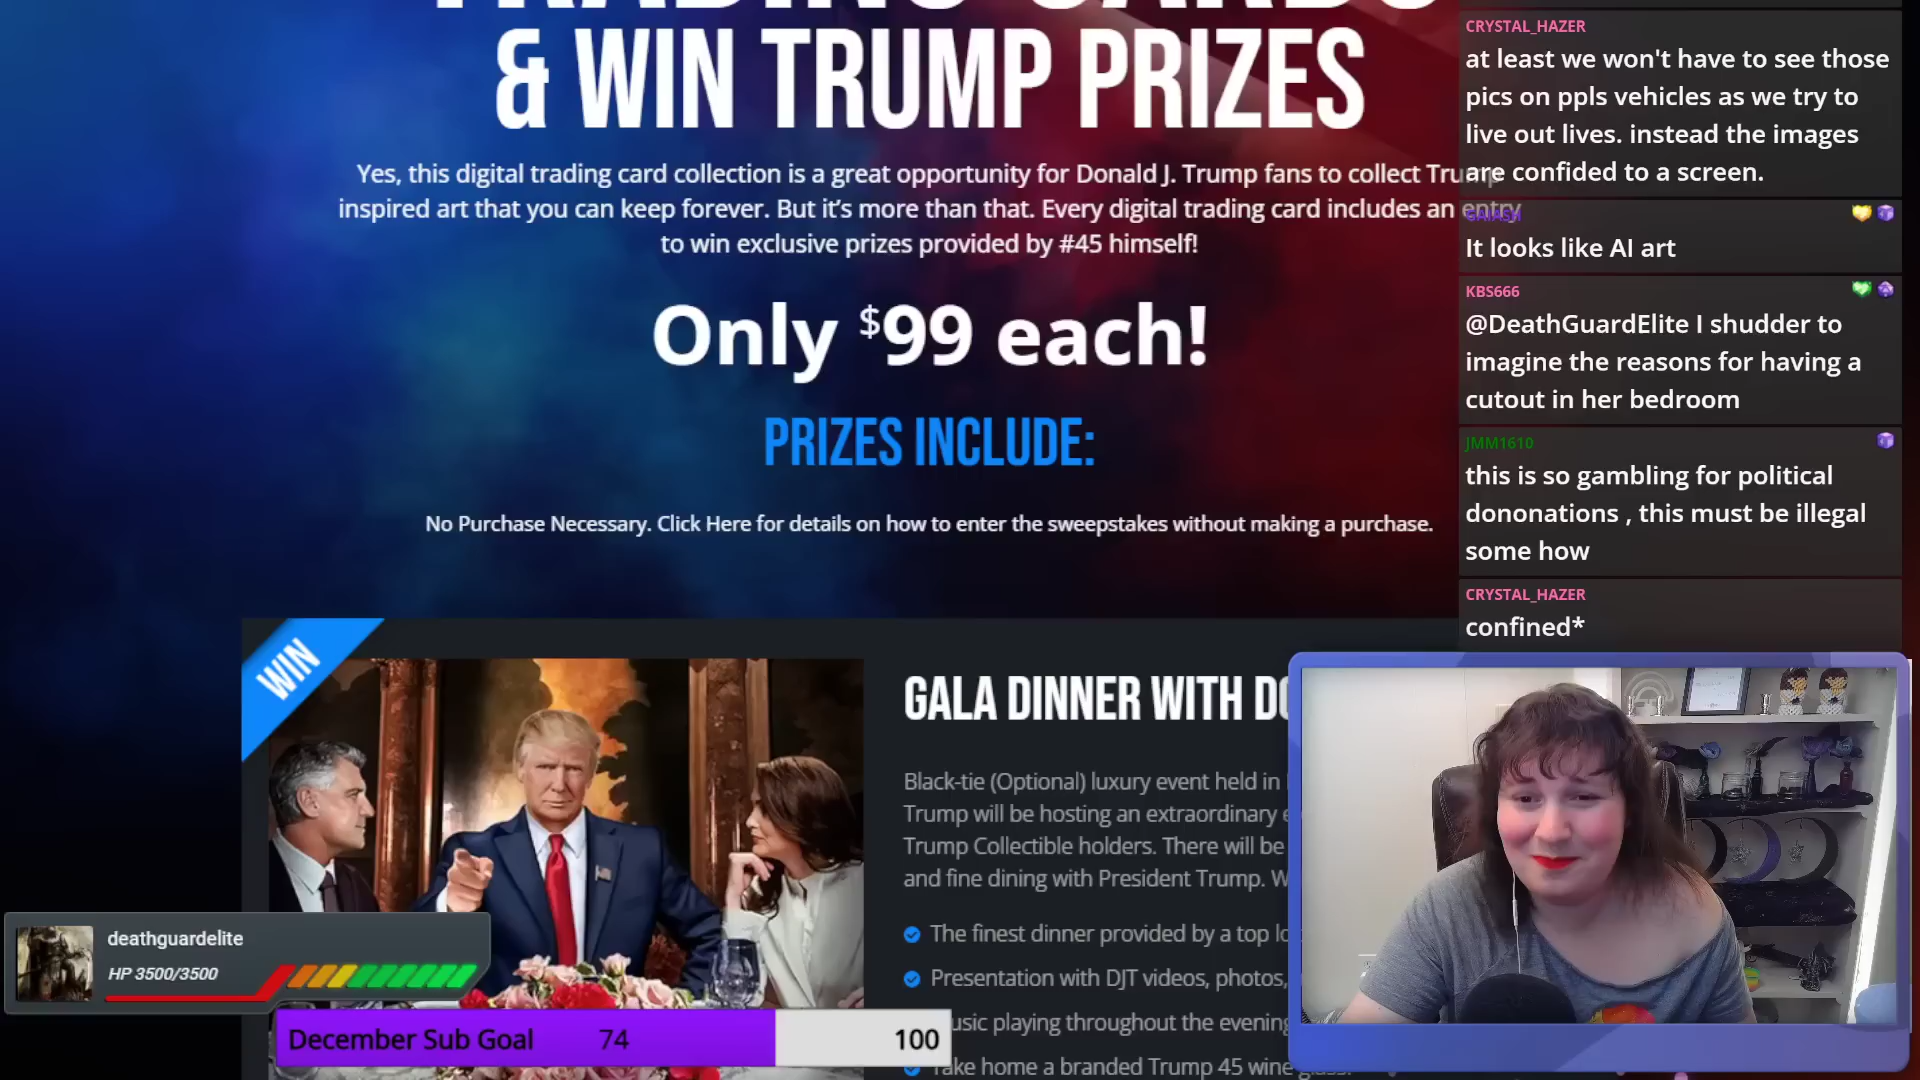 TRADING CARDS
& WIN TRUMP PRIZES
Yes, this digital trading card collection is a great opportunity for Donald J. Trump fans to collect Trump
inspired art that you can keep forever. But it’s more than that. Every digital trading card includes an entry
to win exclusive prizes provided by #45 himself!
Only $99 each!
PRIZES INCLUDE:
No Purchase Necessary. Click Here for details on how to enter the sweepstakes without making a purchase.
WIN
GALA DINNER WITH DO
Black-tie (Optional) luxury event held in
Trump will be hosting an extraordinary e
Trump Collectible holders. There will be
and fine dining with President Trump. W
The finest dinner provided by a top lo
Presentation with DJT videos, photos,
usic playing throughout the evening
Take home a branded Trump 45 wine glass.
deathguardelite
HP 3500/3500
December Sub Goal 74 100
CRYSTAL_HAZER
at least we won't have to see those
pics on ppls vehicles as we try to
live out lives. instead the images
are confided to a screen.
It looks like AI art
KBS666
@DeathGuardElite I shudder to
imagine the reasons for having a
cutout in her bedroom
JMM1610
this is so gambling for political
dononations , this must be illegal
some how
CRYSTAL_HAZER
confined*